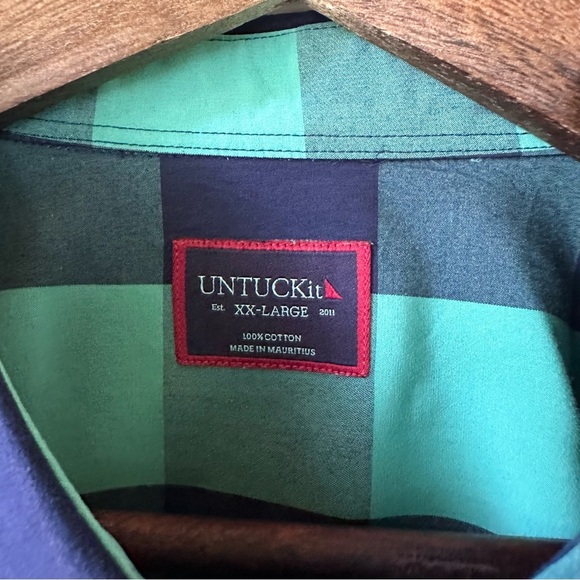 UNTUCKit
Est. XX-LARGE 2011
100% COTTON
MADE IN MAURITIUS